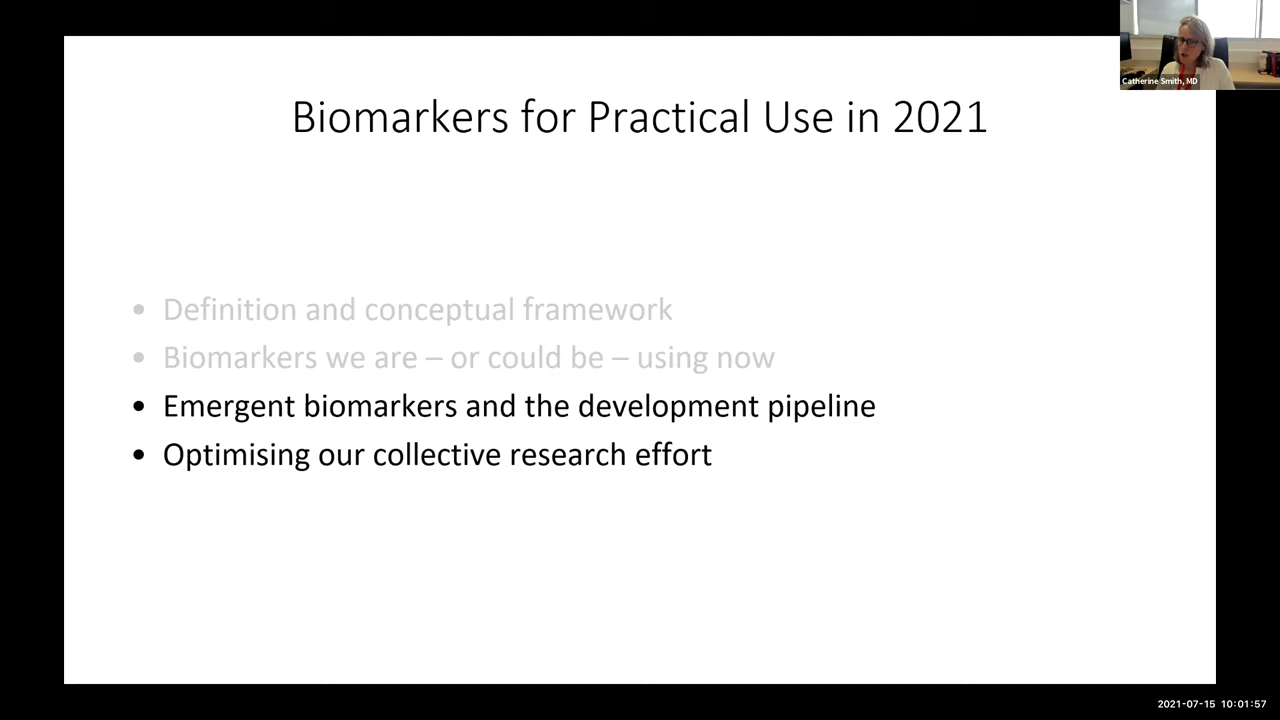 Catherine Smith, MD
Biomarkers for Practical Use in 2021
• Definition and conceptual framework
• Biomarkers we are – or could be – using now
• Emergent biomarkers and the development pipeline
• Optimising our collective research effort
2021-07-15 10:01:57